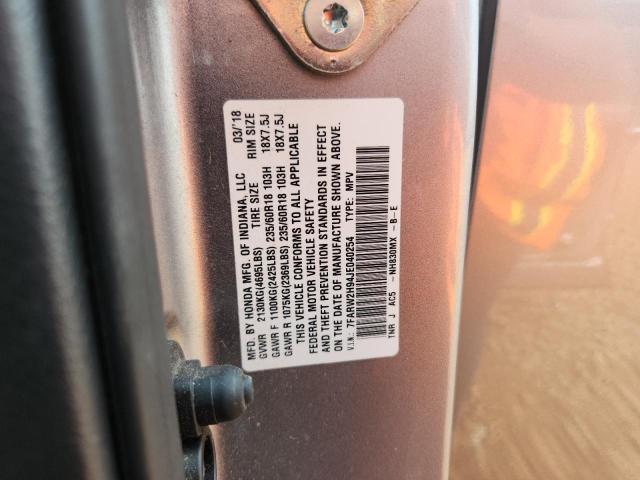 MFD. BY HONDA MFG. OF INDIANA, LLC 03/'18
GVWR 2130KG(4695LBS) TIRE SIZE RIM SIZE
GAWR F 1100KG(2425LBS) 235/60R18 103H 18X7.5J
GAWR R 1075KG(2369LBS) 235/60R18 103H 18X7.5J
THIS VEHICLE CONFORMS TO ALL APPLICABLE
FEDERAL MOTOR VEHICLE SAFETY
AND THEFT PREVENTION STANDARDS IN EFFECT
ON THE DATE OF MANUFACTURE SHOWN ABOVE.
V.I.N.: 7FARW2H94JE040254 TYPE: MPV
TNR J AC5 -NH830MX -B-E